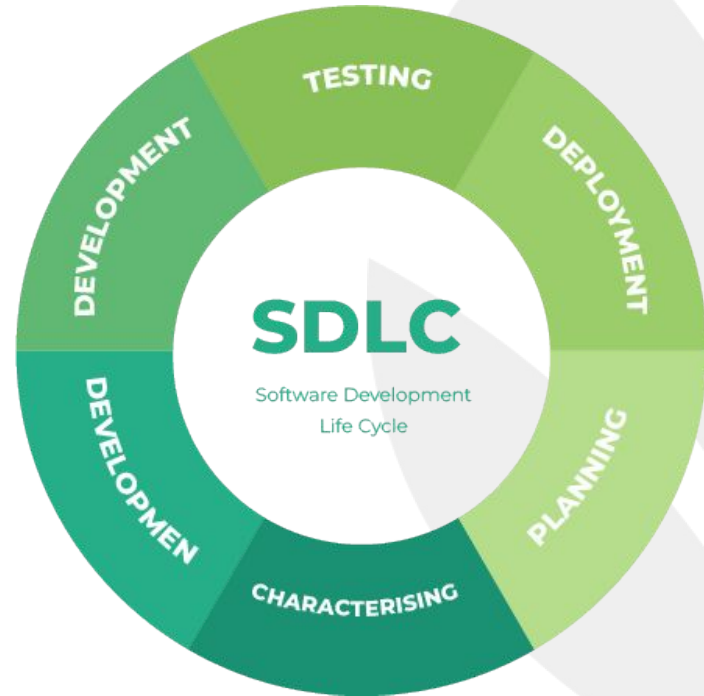 TESTING
DEPLOYMENT
PLANNING
CHARACTERISING
DEVELOPMEN
DEVELOPMENT
SDLC
Software Development
Life Cycle